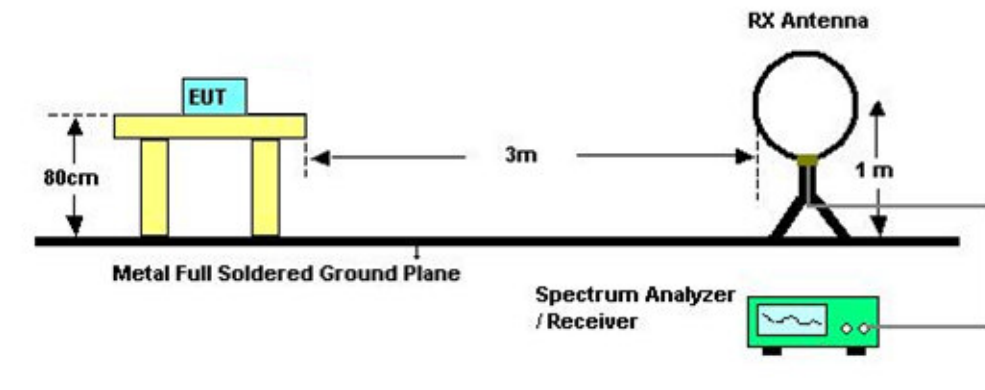 RX Antenna
EUT
80cm
3m
1 m
Metal Full Soldered Ground Plane
Spectrum Analyzer
/ Receiver